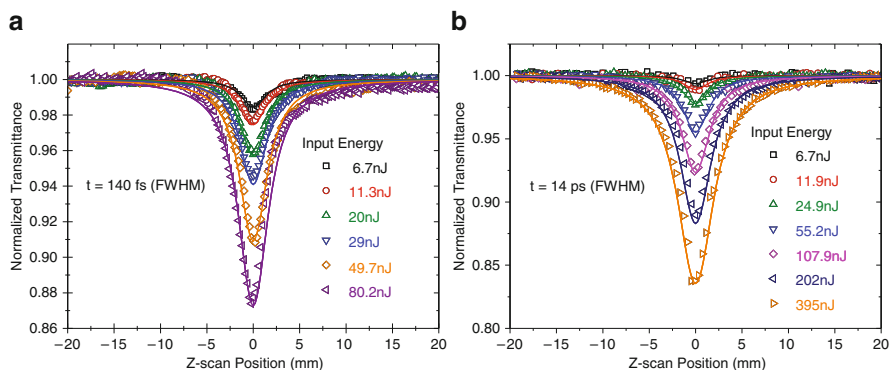 a
Normalized Transmittance
1.00
0.98
0.96
0.94
0.92
0.90
0.88
0.86
Input Energy
6.7nJ
11.3nJ
20nJ
29nJ
49.7nJ
80.2nJ
t = 140 fs (FWHM)
−20 −15 −10 −5 0 5 10 15 20
Z-scan Position (mm)
b
Normalized Transmittance
1.00
0.95
0.90
0.85
0.80
Input Energy
6.7nJ
11.9nJ
24.9nJ
55.2nJ
107.9nJ
202nJ
395nJ
t = 14 ps (FWHM)
−20 −15 −10 −5 0 5 10 15 20
Z-scan Position (mm)